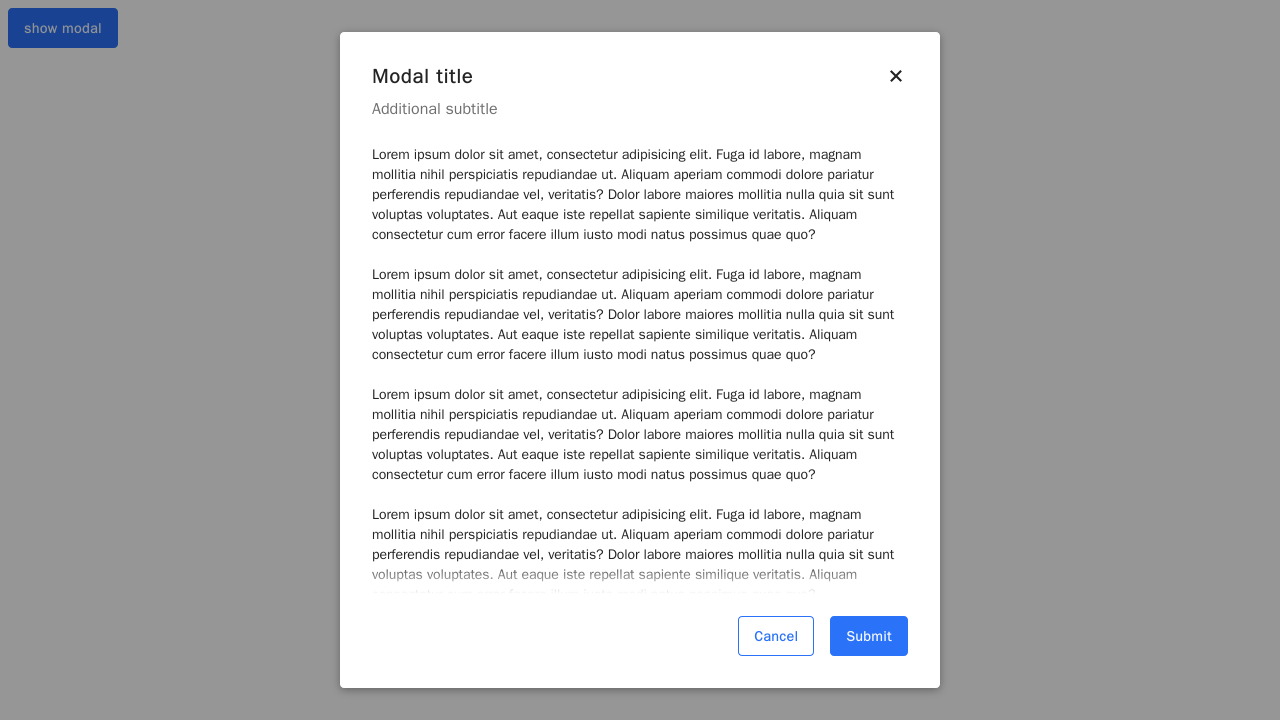 show modal
Modal title
Additional subtitle
Lorem ipsum dolor sit amet, consectetur adipisicing elit. Fuga id labore, magnam
mollitia nihil perspiciatis repudiandae ut. Aliquam aperiam commodi dolore pariatur
perferendis repudiandae vel, veritatis? Dolor labore maiores mollitia nulla quia sit sunt
voluptas voluptates. Aut eaque iste repellat sapiente similique veritatis. Aliquam
consectetur cum error facere illum iusto modi natus possimus quae quo?
Lorem ipsum dolor sit amet, consectetur adipisicing elit. Fuga id labore, magnam
mollitia nihil perspiciatis repudiandae ut. Aliquam aperiam commodi dolore pariatur
perferendis repudiandae vel, veritatis? Dolor labore maiores mollitia nulla quia sit sunt
voluptas voluptates. Aut eaque iste repellat sapiente similique veritatis. Aliquam
consectetur cum error facere illum iusto modi natus possimus quae quo?
Lorem ipsum dolor sit amet, consectetur adipisicing elit. Fuga id labore, magnam
mollitia nihil perspiciatis repudiandae ut. Aliquam aperiam commodi dolore pariatur
perferendis repudiandae vel, veritatis? Dolor labore maiores mollitia nulla quia sit sunt
voluptas voluptates. Aut eaque iste repellat sapiente similique veritatis. Aliquam
consectetur cum error facere illum iusto modi natus possimus quae quo?
Lorem ipsum dolor sit amet, consectetur adipisicing elit. Fuga id labore, magnam
mollitia nihil perspiciatis repudiandae ut. Aliquam aperiam commodi dolore pariatur
perferendis repudiandae vel, veritatis? Dolor labore maiores mollitia nulla quia sit sunt
voluptas voluptates. Aut eaque iste repellat sapiente similique veritatis. Aliquam
Cancel
Submit